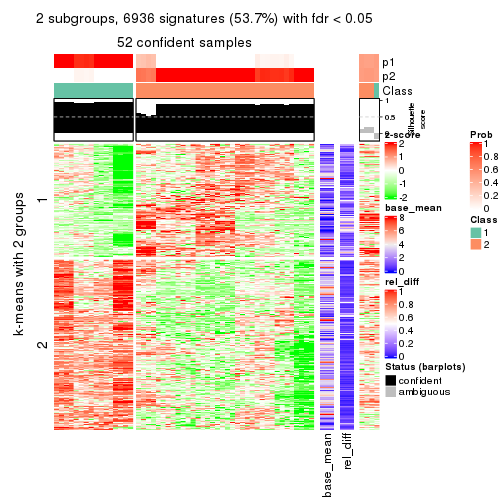 2 subgroups, 6936 signatures (53.7%) with fdr < 0.05
52 confident samples
p1
p2
Class
1
0.5
0
Silhouette
score
k-means with 2 groups
1
2
base_mean
rel_diff
z-score
2
1
0
-1
-2
base_mean
8
6
4
2
0
rel_diff
1
0.8
0.6
0.4
0.2
0
Status (barplots)
confident
ambiguous
Prob
1
0.8
0.6
0.4
0.2
0
Class
1
2